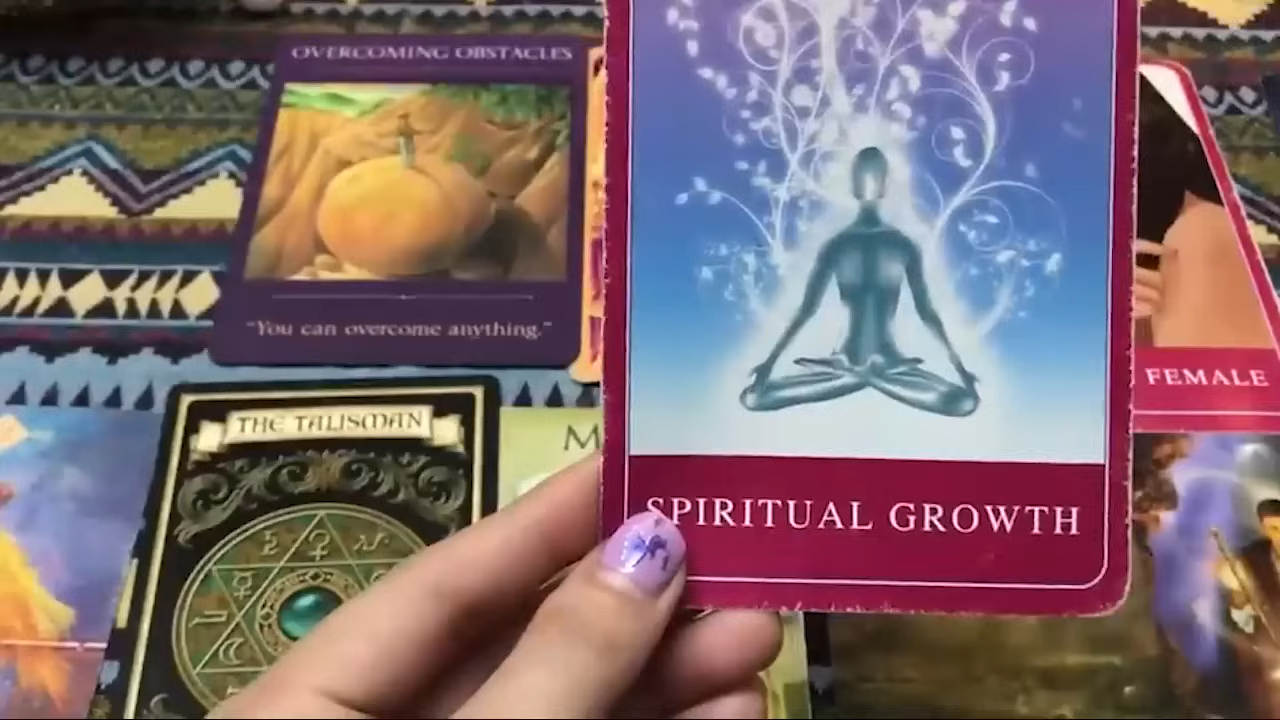 OVERCOMING OBSTACLES
"You can overcome anything."
THE TALISMAN
M
SPIRITUAL GROWTH
FEMALE